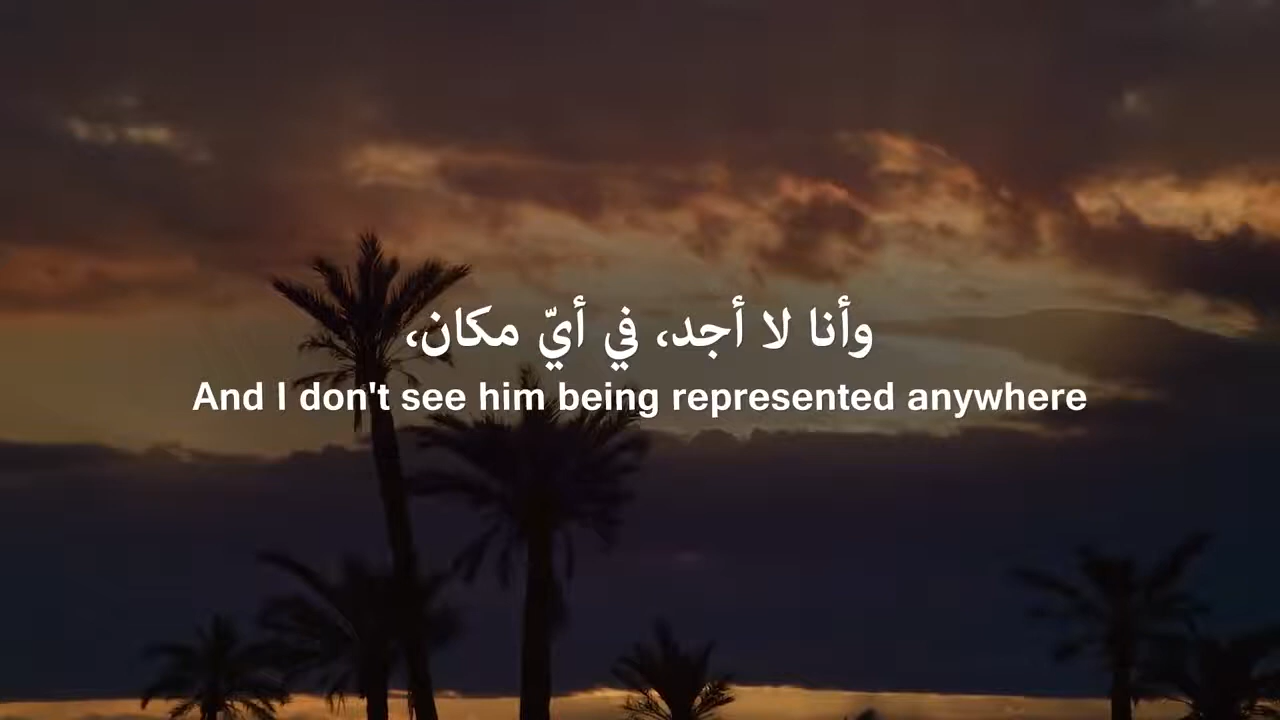 وأنا لا أجد، في أيّ مكان،
And I don't see him being represented anywhere